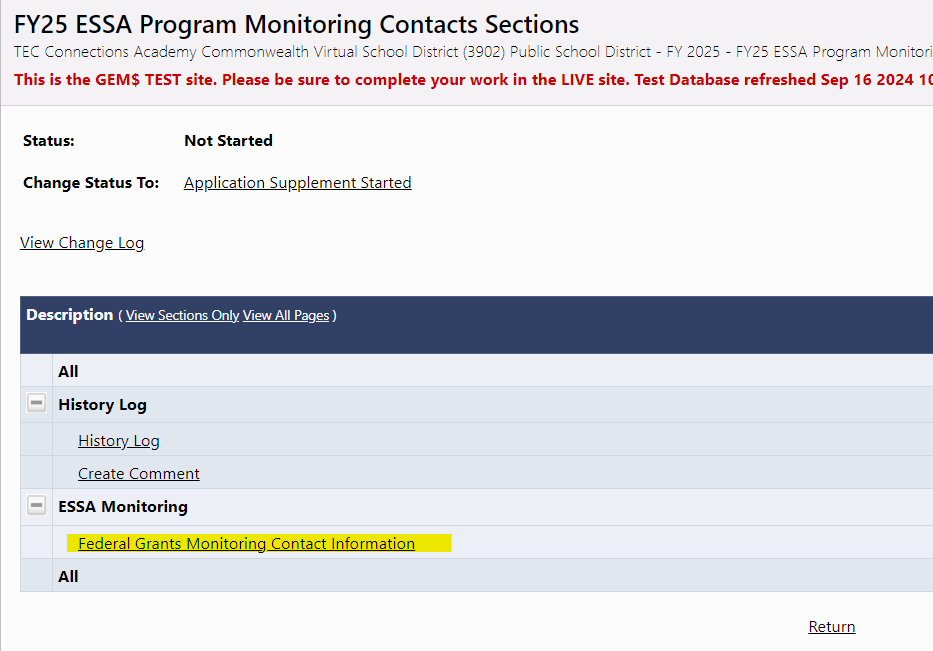 FY25 ESSA Program Monitoring Contacts Sections
TEC Connections Academy Commonwealth Virtual School District (3902) Public School District - FY 2025 - FY25 ESSA Program Monitori
This is the GEM$ TEST site. Please be sure to complete your work in the LIVE site. Test Database refreshed Sep 16 2024 10
Status: Not Started
Change Status To: Application Supplement Started
View Change Log
Description ( View Sections Only View All Pages )
All
History Log
History Log
Create Comment
ESSA Monitoring
Federal Grants Monitoring Contact Information
All
Return